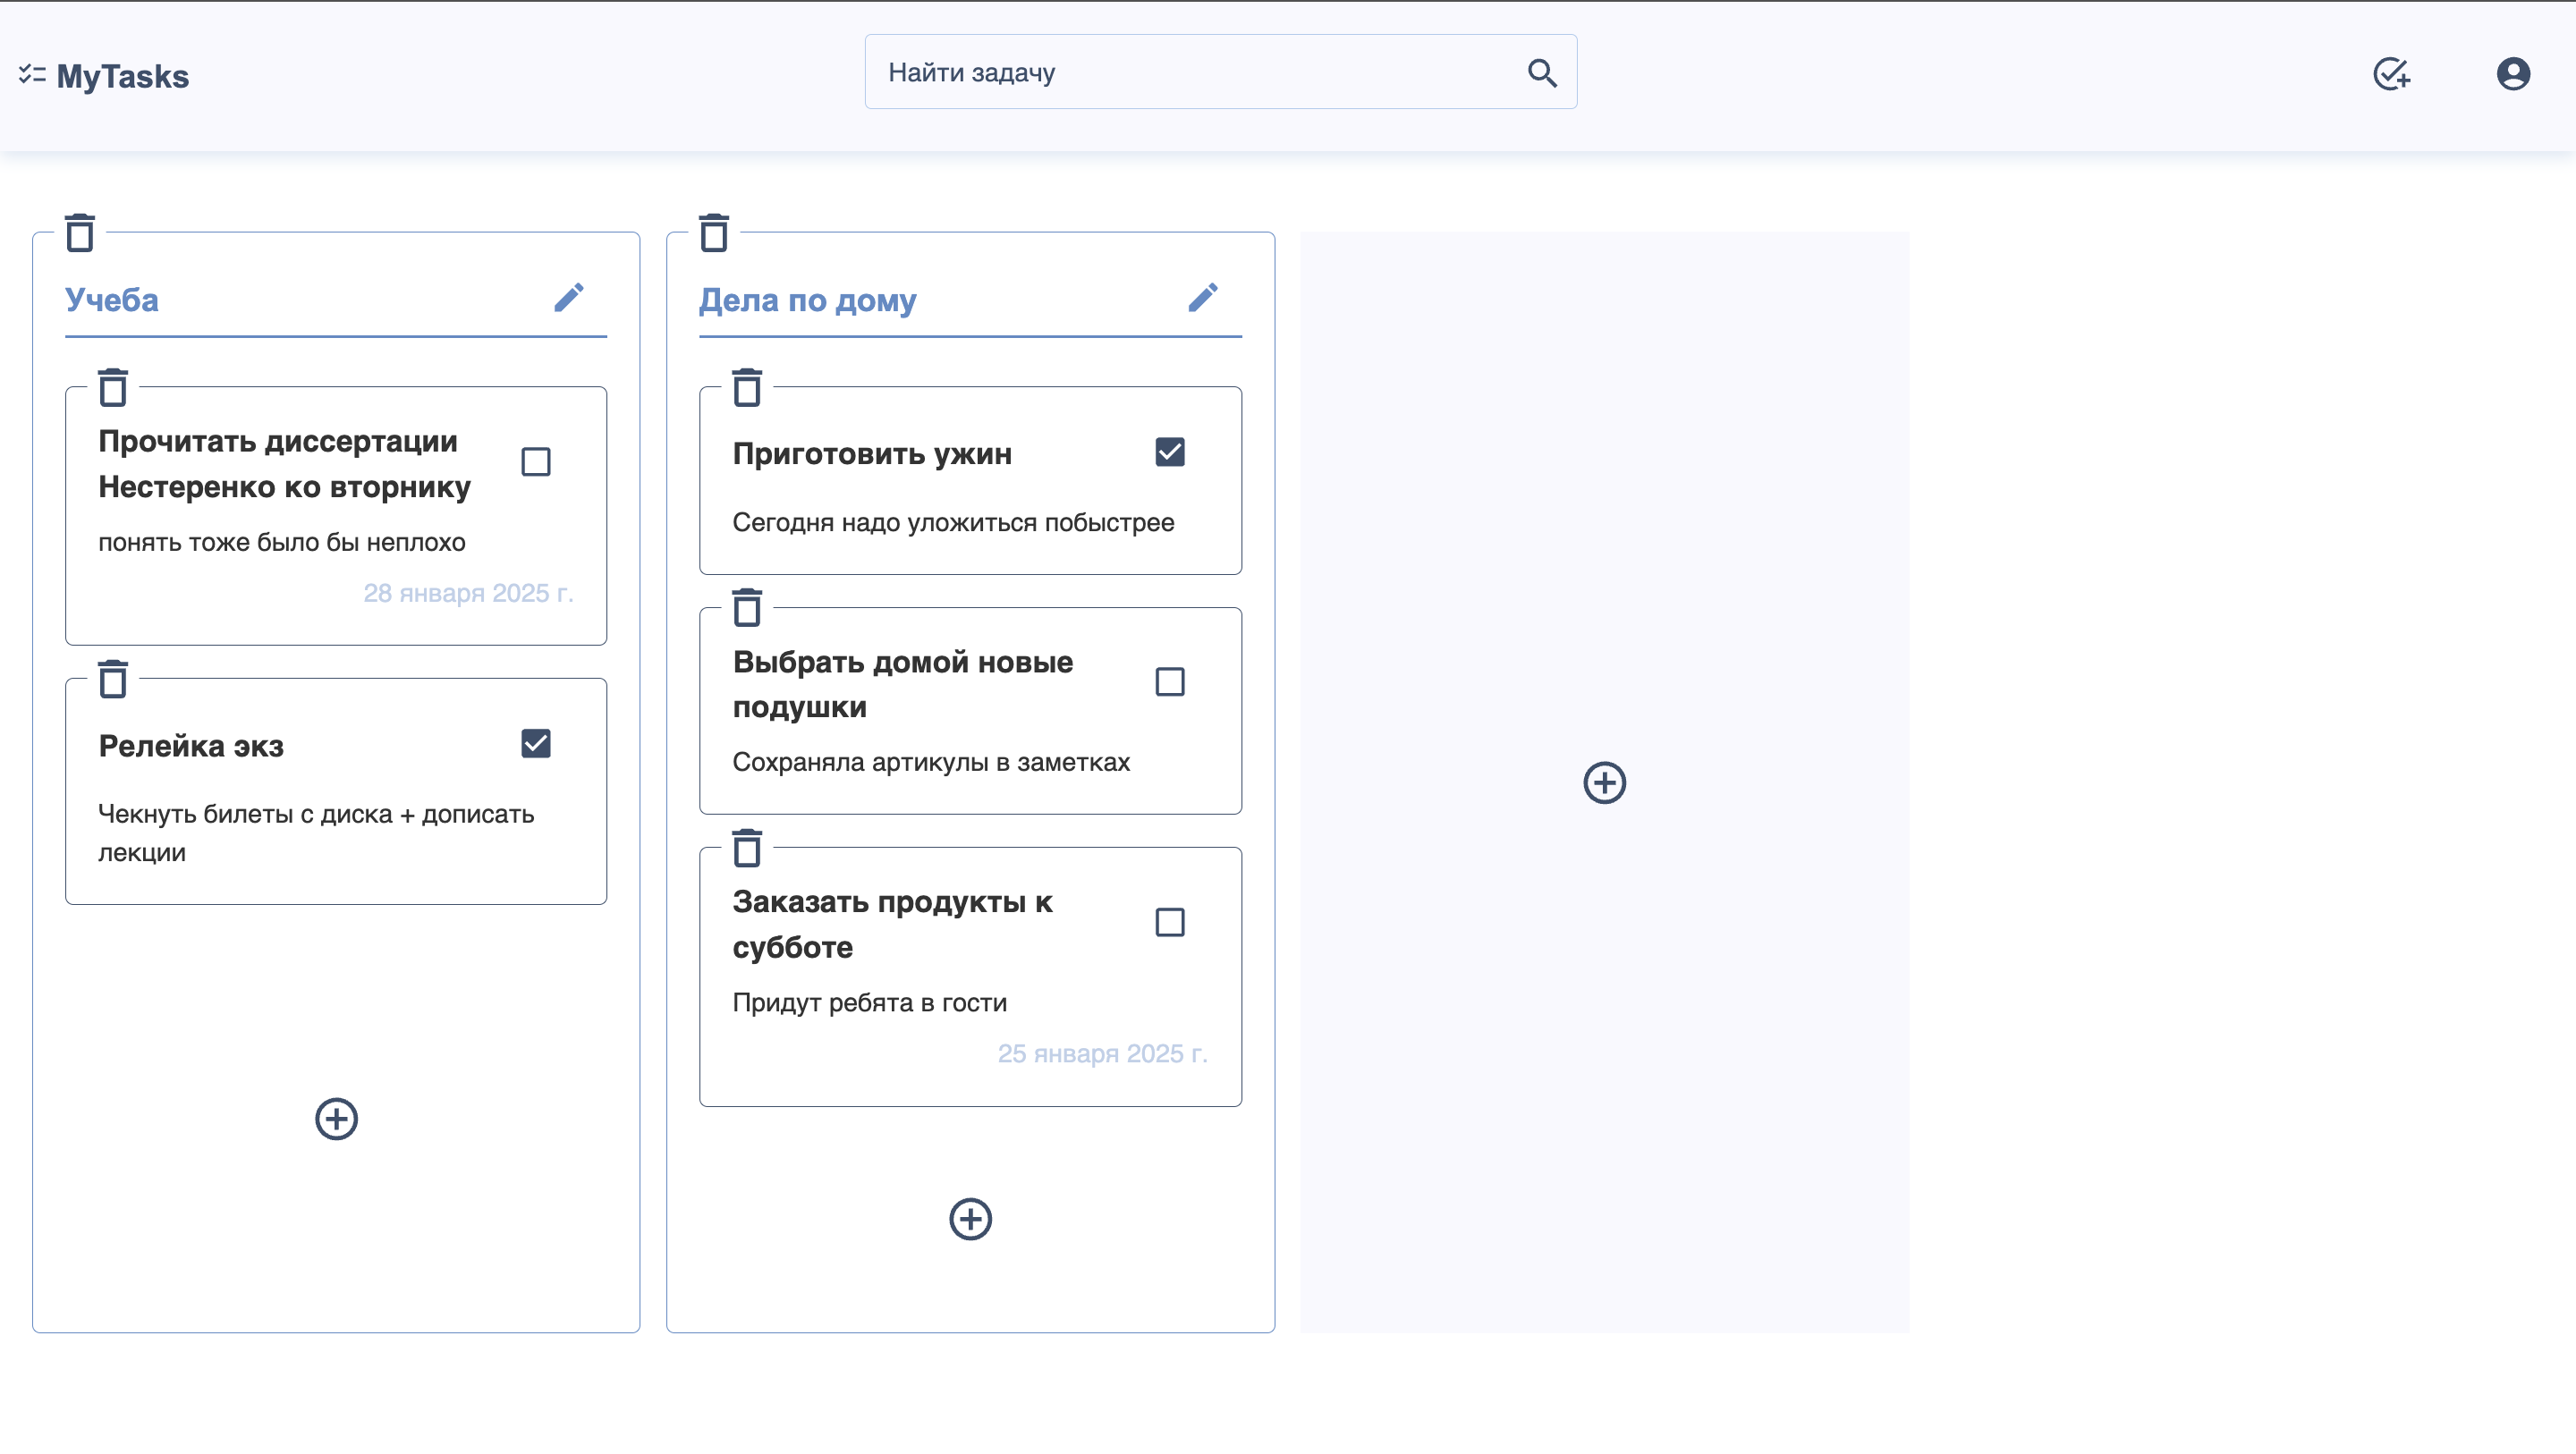 MyTasks
Найти задачу
Учеба
Прочитать диссертации
Нестеренко ко вторнику
понять тоже было бы неплохо
28 января 2025 г.
Релейка экз
Чекнуть билеты с диска + дописать
лекции
Дела по дому
Приготовить ужин
Сегодня надо уложиться побыстрее
Выбрать домой новые
подушки
Сохраняла артикулы в заметках
Заказать продукты к
субботе
Придут ребята в гости
25 января 2025 г.